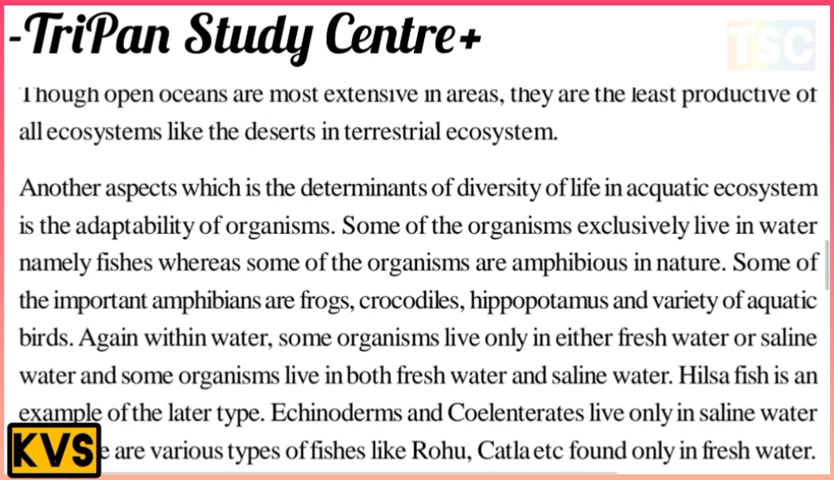 -TriPan Study Centre+
TSC
Though open oceans are most extensive in areas, they are the least productive of
all ecosystems like the deserts in terrestrial ecosystem.
Another aspects which is the determinants of diversity of life in acquatic ecosystem
is the adaptability of organisms. Some of the organisms exclusively live in water
namely fishes whereas some of the organisms are amphibious in nature. Some of
the important amphibians are frogs, crocodiles, hippopotamus and variety of aquatic
birds. Again within water, some organisms live only in either fresh water or saline
water and some organisms live in both fresh water and saline water. Hilsa fish is an
example of the later type. Echinoderms and Coelenterates live only in saline water
KVS are various types of fishes like Rohu, Catla etc found only in fresh water.